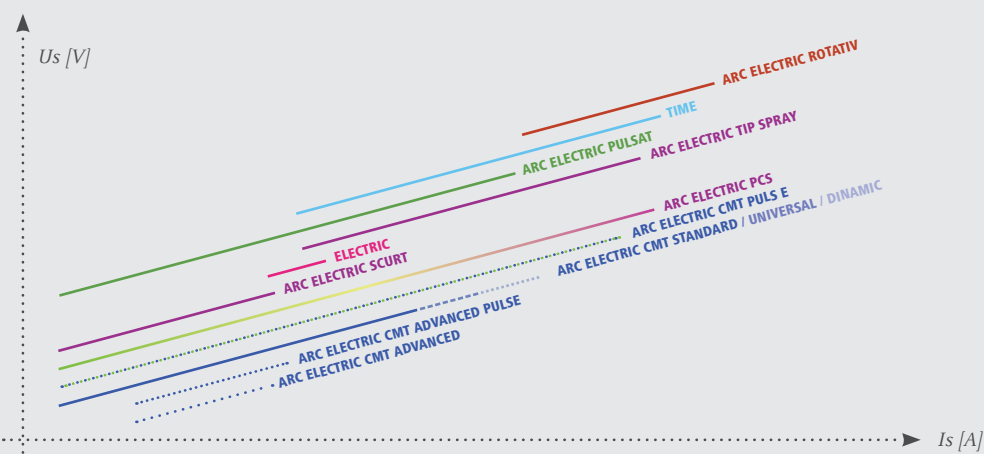 Us [V]
ARC ELECTRIC ROTATIV
TIME
ARC ELECTRIC TIP SPRAY
ARC ELECTRIC PULSAT
ARC ELECTRIC PCS
ARC ELECTRIC CMT PULS E
ARC ELECTRIC CMT STANDARD / UNIVERSAL / DINAMIC
ELECTRIC
ARC ELECTRIC SCURT
ARC ELECTRIC CMT ADVANCED PULSE
ARC ELECTRIC CMT ADVANCED
Is [A]